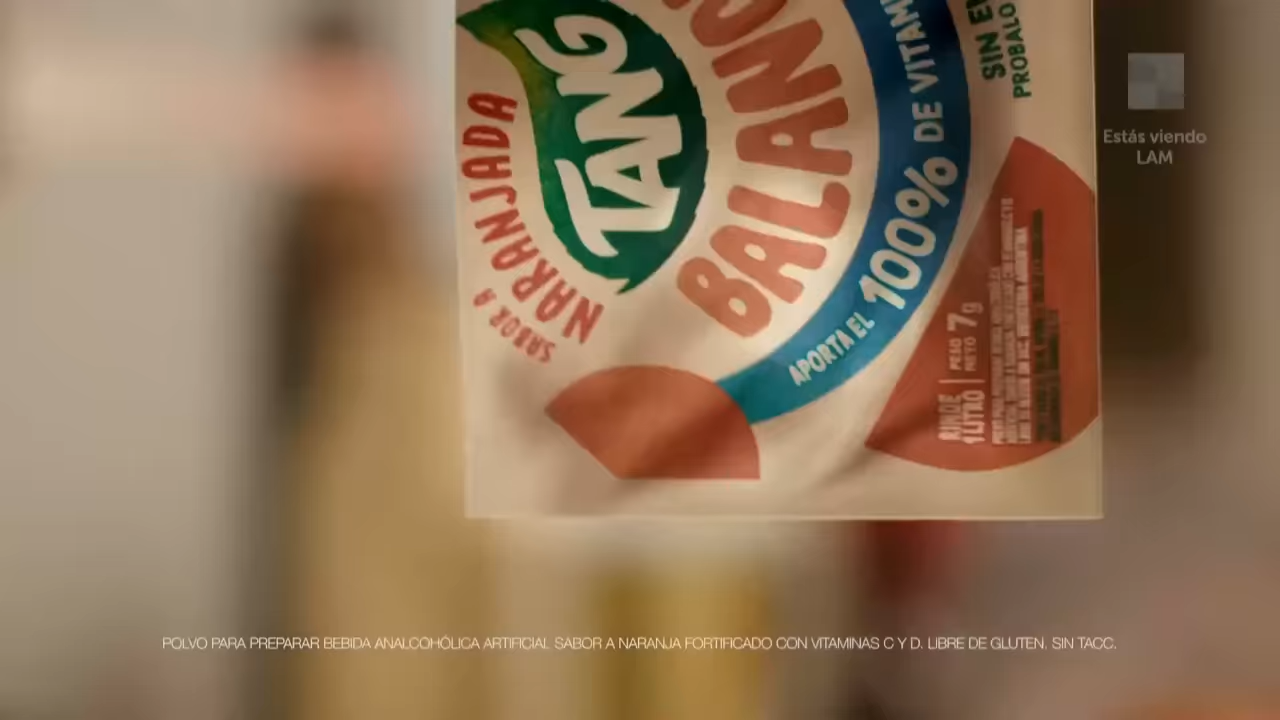 TANG
SABOR A NARANJADA
BALANC
APORTA EL 100% DE VITAM
SIN E
PROBALO
RINDE
1 LITRO
PESO
NETO 7g
Estás viendo
LAM
POLVO PARA PREPARAR BEBIDA ANALCOHÓLICA ARTIFICIAL SABOR A NARANJA FORTIFICADO CON VITAMINAS C Y D. LIBRE DE GLUTEN. SIN TACC.